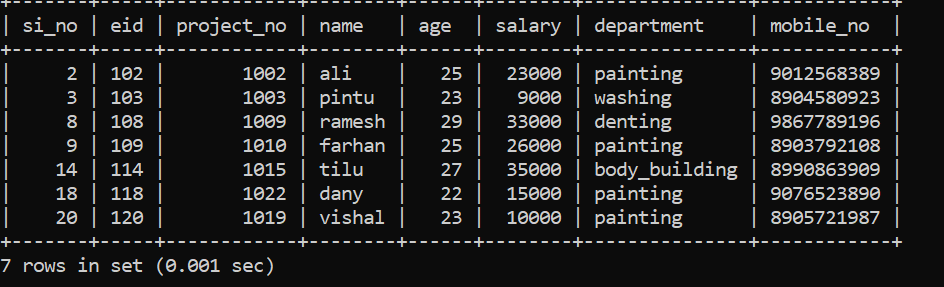 +-------+-----+------------+--------+------+--------+---------------+------------+
| si_no | eid | project_no | name   | age  | salary | department    | mobile_no  |
+-------+-----+------------+--------+------+--------+---------------+------------+
|     2 | 102 |       1002 | ali    |   25 |  23000 | painting      | 9012568389 |
|     3 | 103 |       1003 | pintu  |   23 |   9000 | washing       | 8904580923 |
|     8 | 108 |       1009 | ramesh |   29 |  33000 | denting       | 9867789196 |
|     9 | 109 |       1010 | farhan |   25 |  26000 | painting      | 8903792108 |
|    14 | 114 |       1015 | tilu   |   27 |  35000 | body_building | 8990863909 |
|    18 | 118 |       1022 | dany   |   22 |  15000 | painting      | 9076523890 |
|    20 | 120 |       1019 | vishal |   23 |  10000 | painting      | 8905721987 |
+-------+-----+------------+--------+------+--------+---------------+------------+
7 rows in set (0.001 sec)